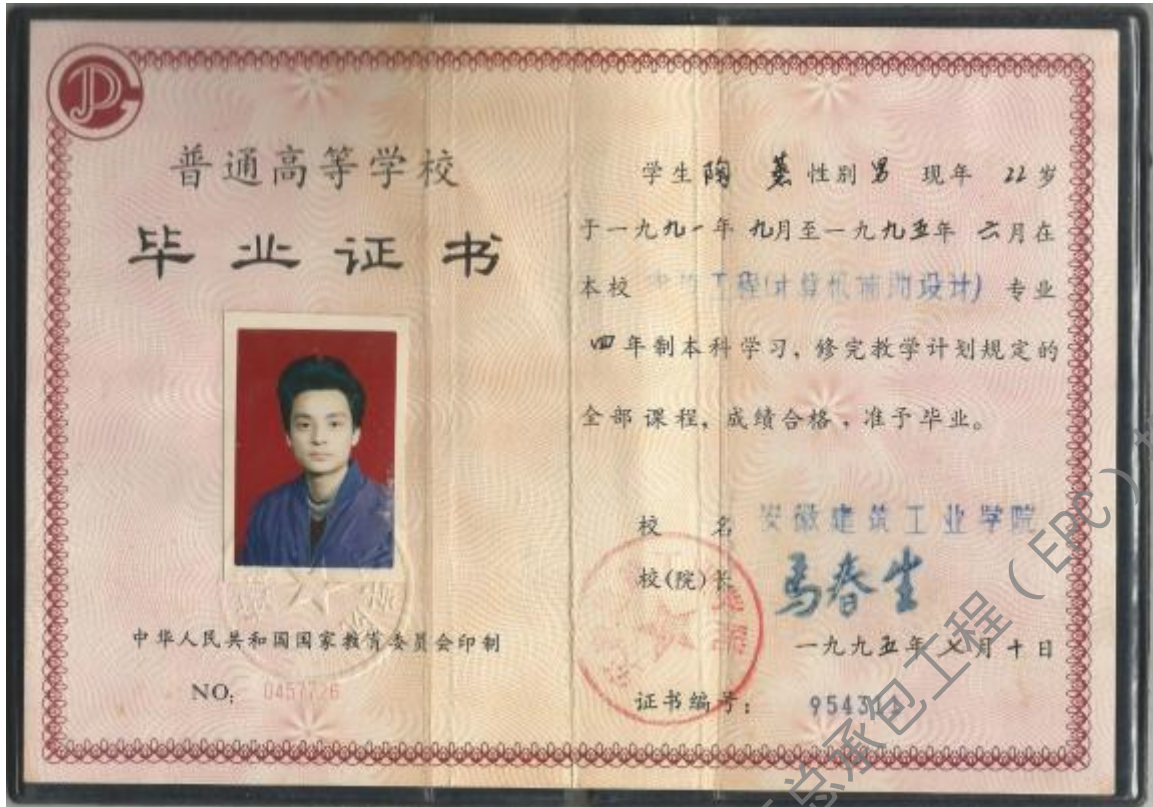 普通高等学校
毕业证书
中华人民共和国国家教育委员会印制
NO: 0457726
学生陶 性别男 现年 22岁
于一九九一年 九月至一九九五年 六月在
本校 工程(计算机辅助设计) 专业
四年制本科学习，修完教学计划规定的
全部课程，成绩合格，准予毕业。
校 名 安徽建筑工业学院
校(院)长 马春生
一九九五年 七月十日
证书编号: 954311
总承包工程（EPC）